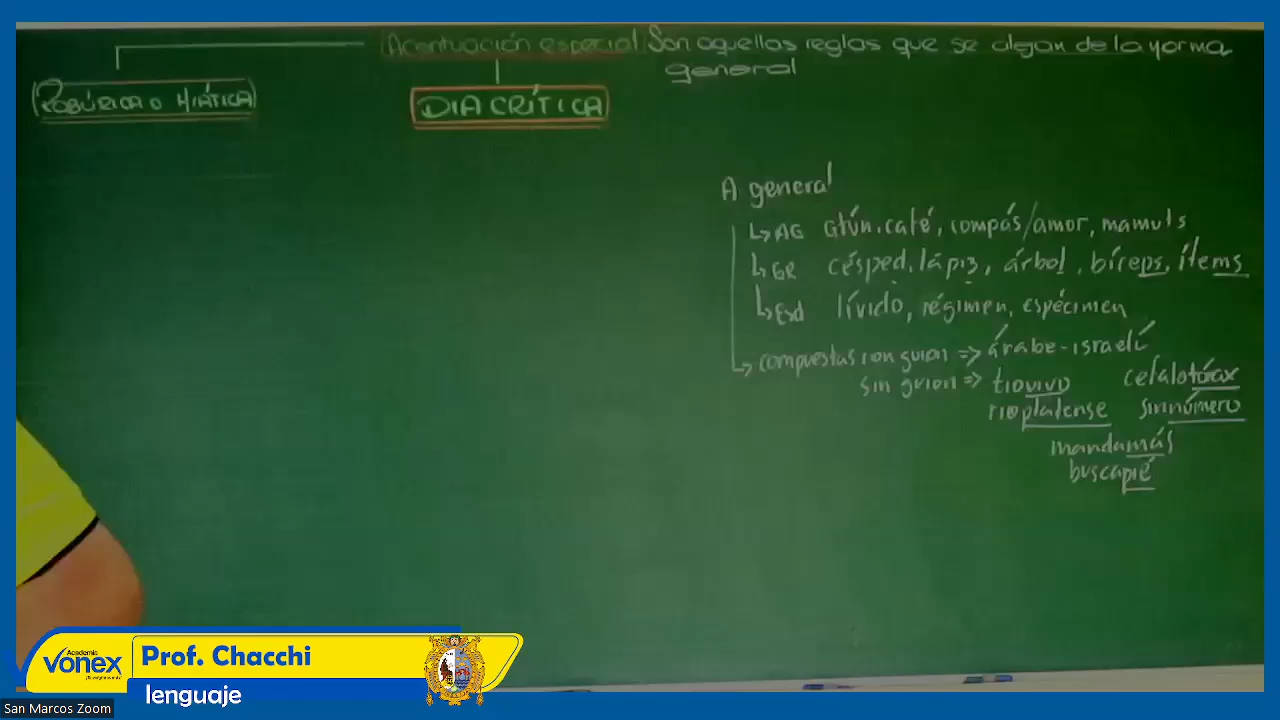 Acentuación especial Son aquellas reglas que se alejan de la norma
general
ROBÚRICA O HIÁTICA
DIACRÍTICA
A general
↳ AG atún, café, compás/amor, mamuts
↳ GR césped, lápiz, árbol, bíceps, ítems
↳ Esd lívido, régimen, espécimen
↳ compuestas con guion => árabe-israelí
sin guion => tiovivo cefalotórax
rioplatense sinnúmero
mandamás
buscapié
Academia
vonex
Prof. Chacchi
lenguaje
San Marcos Zoom